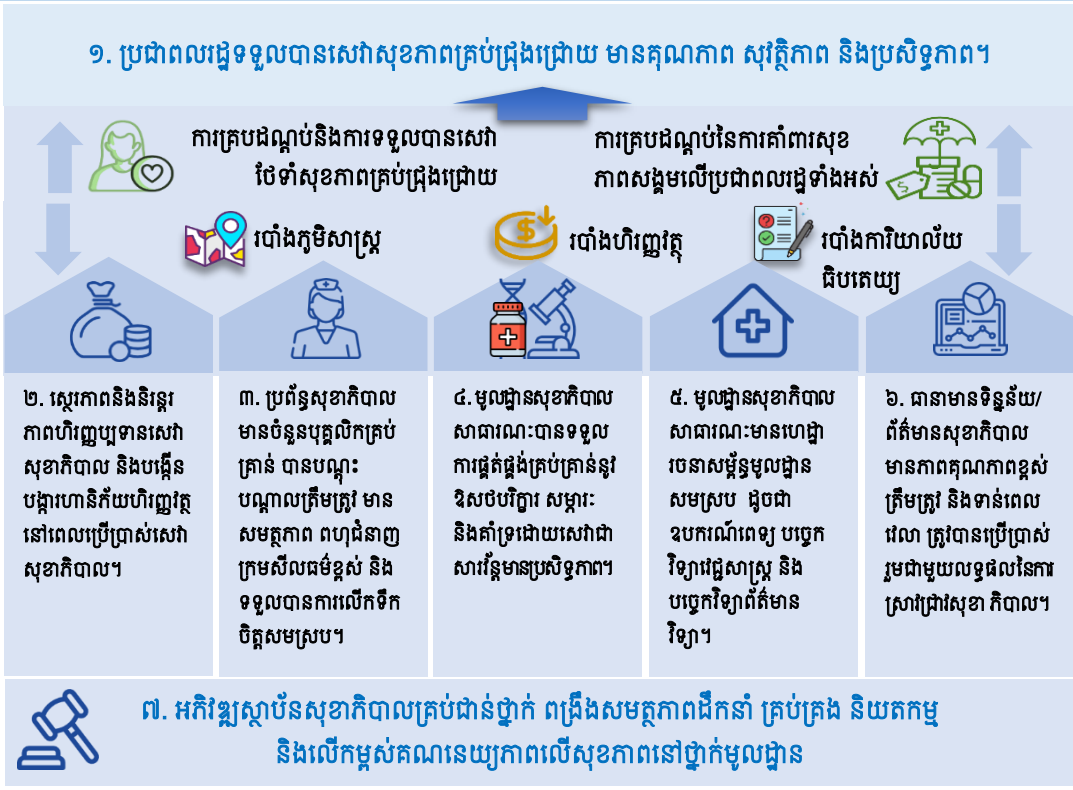 ១. ប្រជាពលរដ្ឋទទួលបានសេវាសុខភាពគ្រប់ជ្រុងជ្រោយ មានគុណភាព សុវត្ថិភាព និងប្រសិទ្ធភាព។
ការគ្របដណ្តប់និងការទទួលបានសេវា
ថែទាំសុខភាពគ្រប់ជ្រុងជ្រោយ
ការគ្របដណ្តប់នៃការគាំពារសុខ
ភាពសង្គមលើប្រជាពលរដ្ឋទាំងអស់
របាំងភូមិសាស្ត្រ
របាំងហិរញ្ញវត្ថុ
របាំងការិយាល័យ
ធិបតេយ្យ
២. ស្ថេរភាពនិងនិរន្តរ
ភាពហិរញ្ញប្បទានសេវា
សុខាភិបាល និងបង្កើន
បង្ការហានិភ័យហិរញ្ញវត្ថុ
នៅពេលប្រើប្រាស់សេវា
សុខាភិបាល។
៣. ប្រព័ន្ធសុខាភិបាល
មានចំនួនបុគ្គលិកគ្រប់
គ្រាន់ បានបណ្តុះ
បណ្តាលត្រឹមត្រូវ មាន
សមត្ថភាព ពហុជំនាញ
ក្រមសីលធម៌ខ្ពស់ និង
ទទួលបានការលើកទឹក
ចិត្តសមស្រប។
៤. មូលដ្ឋានសុខាភិបាល
សាធារណៈបានទទួល
ការផ្គត់ផ្គង់គ្រប់គ្រាន់នូវ
ឱសថបរិក្ខារ សម្ភារៈ
និងគាំទ្រដោយសេវាជា
សារវ័ន្តមានប្រសិទ្ធភាព។
៥. មូលដ្ឋានសុខាភិបាល
សាធារណៈមានហេដ្ឋា
រចនាសម្ព័ន្ធមូលដ្ឋាន
សមស្រប ដូចជា
ឧបករណ៍ពេទ្យ បច្ចេក
វិទ្យាវេជ្ជសាស្ត្រ និង
បច្ចេកវិទ្យាព័ត៌មាន
វិទ្យា។
៦. ធានាមានទិន្នន័យ/
ព័ត៌មានសុខាភិបាល
មានភាពគុណភាពខ្ពស់
ត្រឹមត្រូវ និងទាន់ពេល
វេលា ត្រូវបានប្រើប្រាស់
រួមជាមួយលទ្ធផលនៃការ
ស្រាវជ្រាវសុខា ភិបាល។
៧. អភិវឌ្ឍស្ថាប័នសុខាភិបាលគ្រប់ជាន់ថ្នាក់ ពង្រឹងសមត្ថភាពដឹកនាំ គ្រប់គ្រង និយតកម្ម
និងលើកម្ពស់គណនេយ្យភាពលើសុខភាពនៅថ្នាក់មូលដ្ឋាន